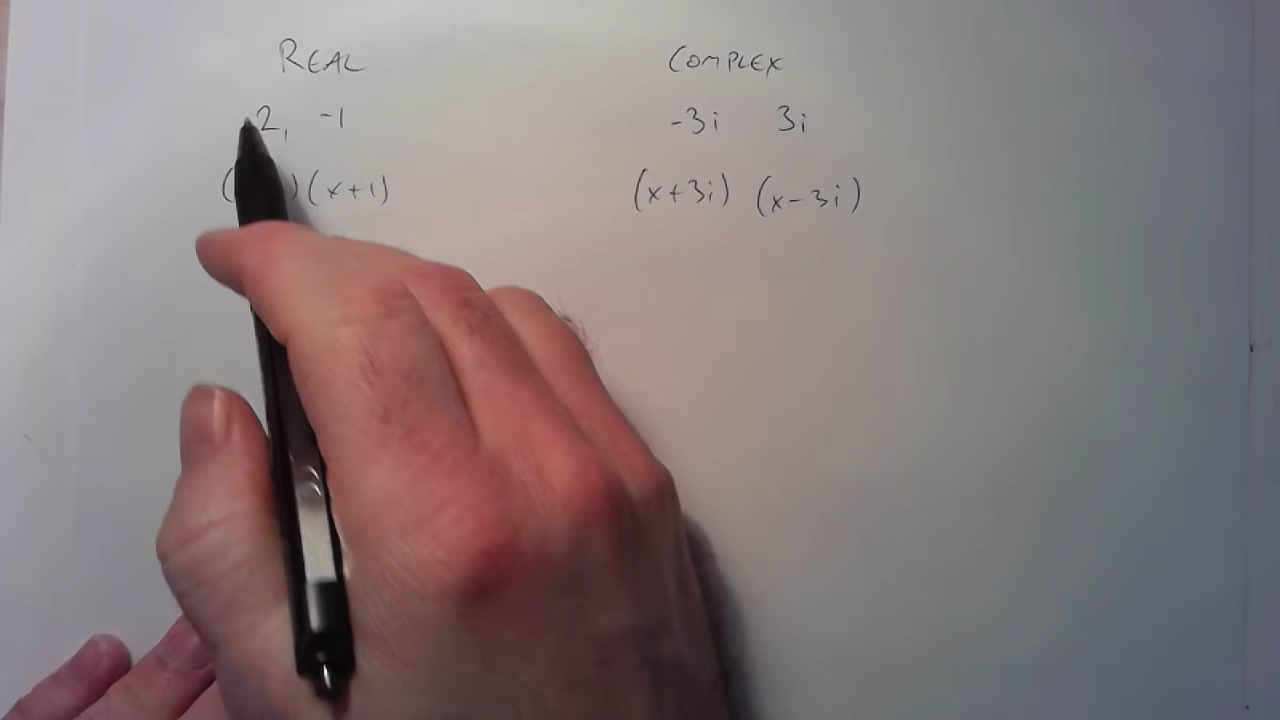 REAL
2, -1
( )(x+1)
COMPLEX
-3i 3i
(x+3i) (x-3i)